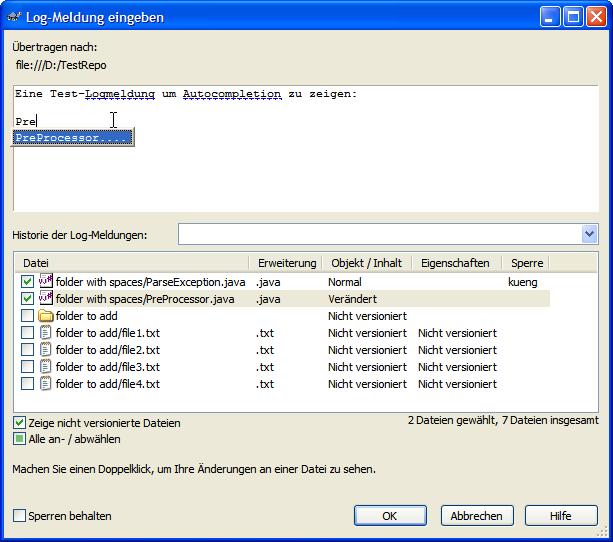 Log-Meldung eingeben
Übertragen nach:
file:///D:/TestRepo
Eine Test-Logmeldung um Autocompletion zu zeigen:
Pre
PreProcessor....
Historie der Log-Meldungen:
Datei Erweiterung Objekt / Inhalt Eigenschaften Sperre
folder with spaces/ParseException.java .java Normal kueng
folder with spaces/PreProcessor.java .java Verändert
folder to add Nicht versioniert
folder to add/file1.txt .txt Nicht versioniert Nicht versioniert
folder to add/file2.txt .txt Nicht versioniert Nicht versioniert
folder to add/file3.txt .txt Nicht versioniert Nicht versioniert
folder to add/file4.txt .txt Nicht versioniert Nicht versioniert
Zeige nicht versionierte Dateien 2 Dateien gewählt, 7 Dateien insgesamt
Alle an- / abwählen
Machen Sie einen Doppelklick, um Ihre Änderungen an einer Datei zu sehen.
Sperren behalten OK Abbrechen Hilfe